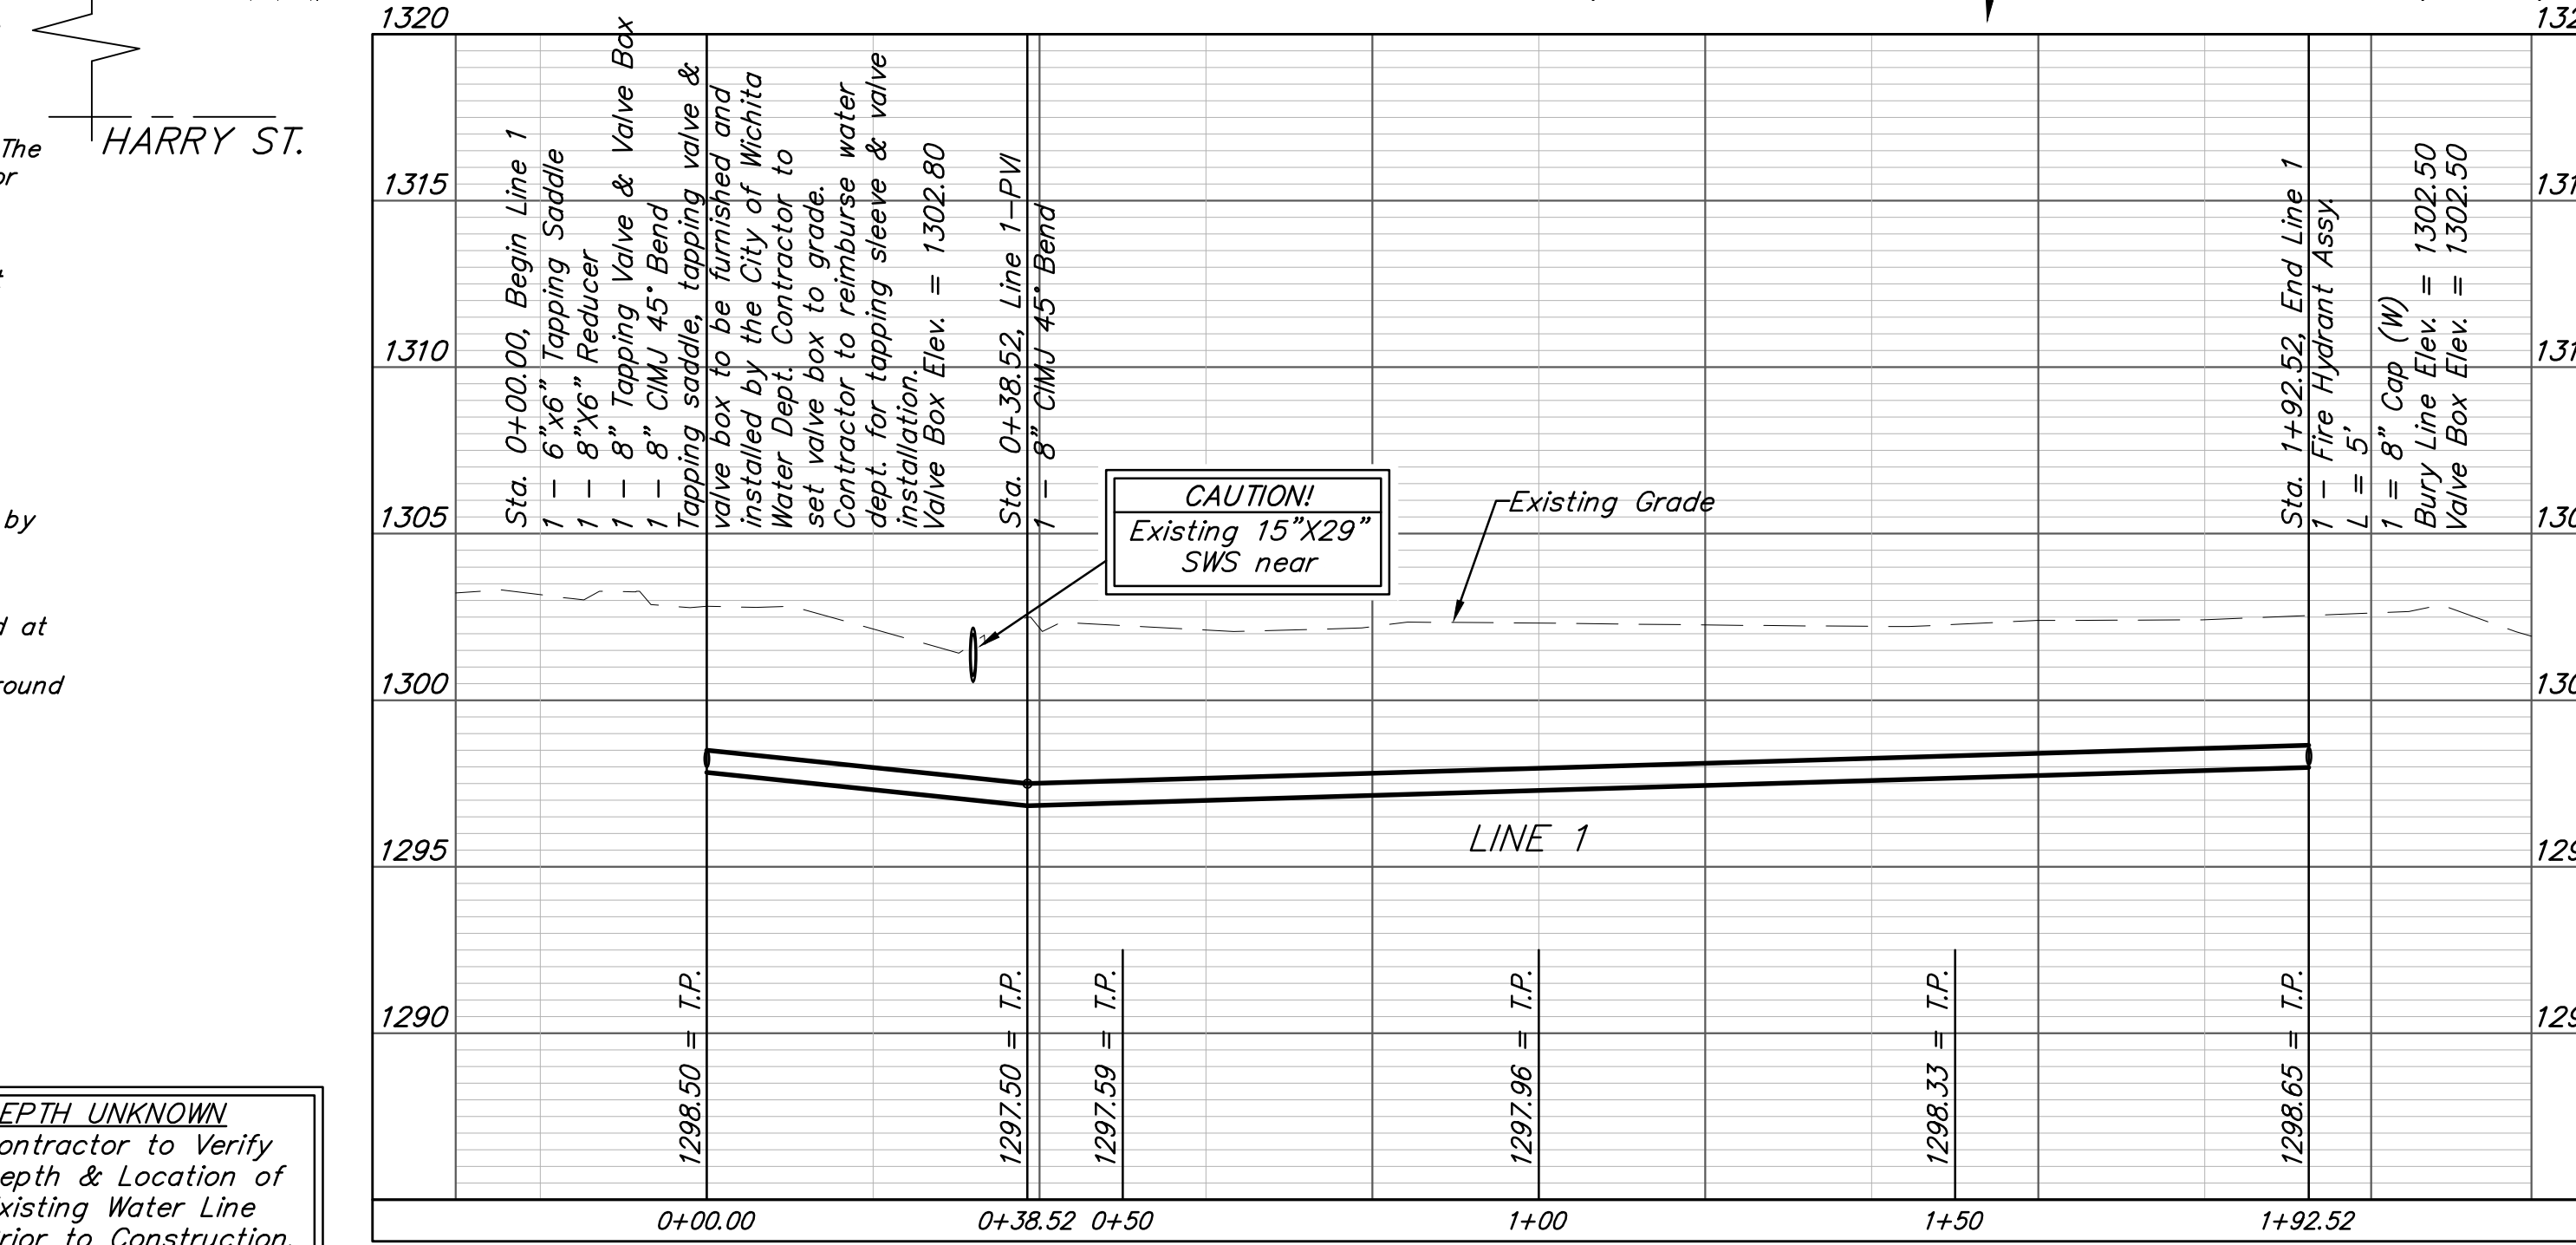 HARRY ST.
The
or
t
by
d at
round
EPTH UNKNOWN
ontractor to Verify
epth & Location of
xisting Water Line
rior to Construction.
1320
1315
1310
1305
1300
1295
1290
Sta. 0+00.00, Begin Line 1
1 - 6"x6" Tapping Saddle
1 - 8"X6" Reducer
1 - 8" Tapping Valve & Valve Box
1 - 8" CIMJ 45° Bend
Tapping saddle, tapping valve &
valve box to be furnished and
installed by the City of Wichita
Water Dept. Contractor to
set valve box to grade.
Contractor to reimburse water
dept. for tapping sleeve & valve
installation.
Valve Box Elev. = 1302.80
Sta. 0+38.52, Line 1-PVI
1 - 8" CIMJ 45° Bend
CAUTION!
Existing 15"X29"
SWS near
Existing Grade
Sta. 1+92.52, End Line 1
1 - Fire Hydrant Assy.
L = 5'
1 = 8" Cap (W)
Bury Line Elev. = 1302.50
Valve Box Elev. = 1302.50
LINE 1
1298.50 = T.P.
1297.50 = T.P.
1297.59 = T.P.
1297.96 = T.P.
1298.33 = T.P.
1298.65 = T.P.
0+00.00
0+38.52
0+50
1+00
1+50
1+92.52
132
131
131
130
130
129
129